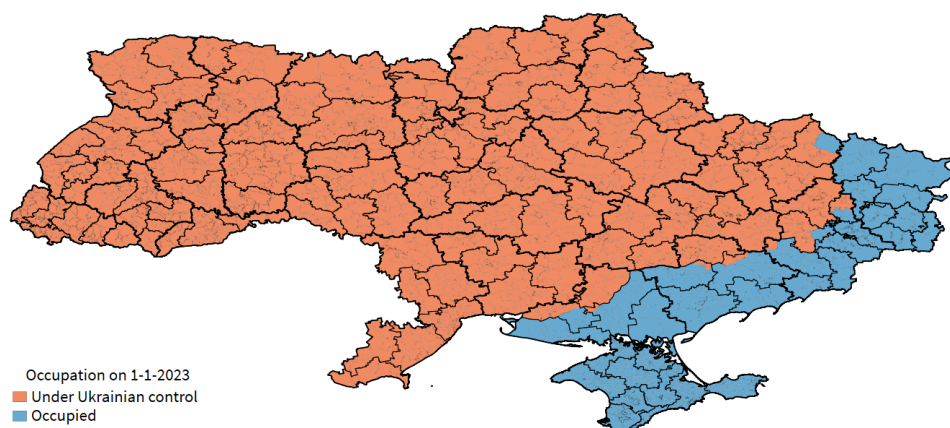 Occupation on 1-1-2023
Under Ukrainian control
Occupied